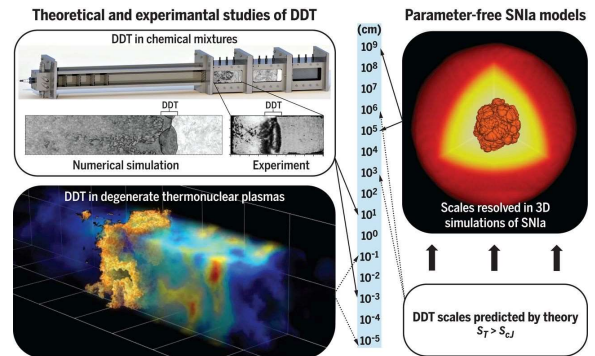 Theoretical and experimantal studies of DDT
DDT in chemical mixtures
DDT
DDT
Numerical simulation
Experiment
DDT in degenerate thermonuclear plasmas
(cm)
10⁹
10⁸
10⁷
10⁶
10⁵
10⁴
10³
10²
10¹
10⁰
10⁻¹
10⁻²
10⁻³
10⁻⁴
10⁻⁵
Parameter-free SNIa models
Scales resolved in 3D
simulations of SNIa
DDT scales predicted by theory
S_T > S_cJ